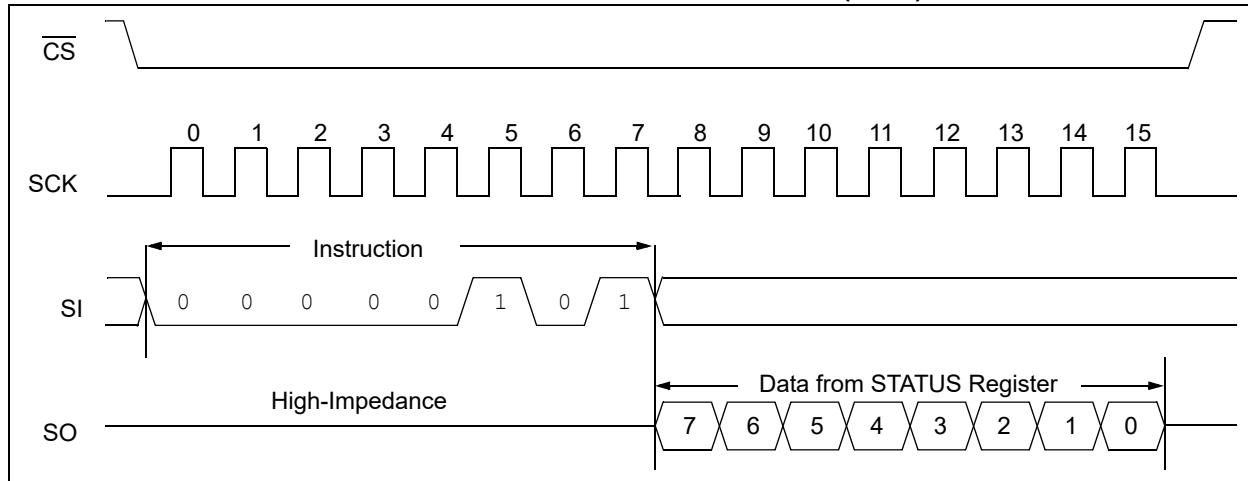 CS
0 1 2 3 4 5 6 7 8 9 10 11 12 13 14 15
SCK
Instruction
SI 0 0 0 0 0 1 0 1
Data from STATUS Register
High-Impedance
SO 7 6 5 4 3 2 1 0